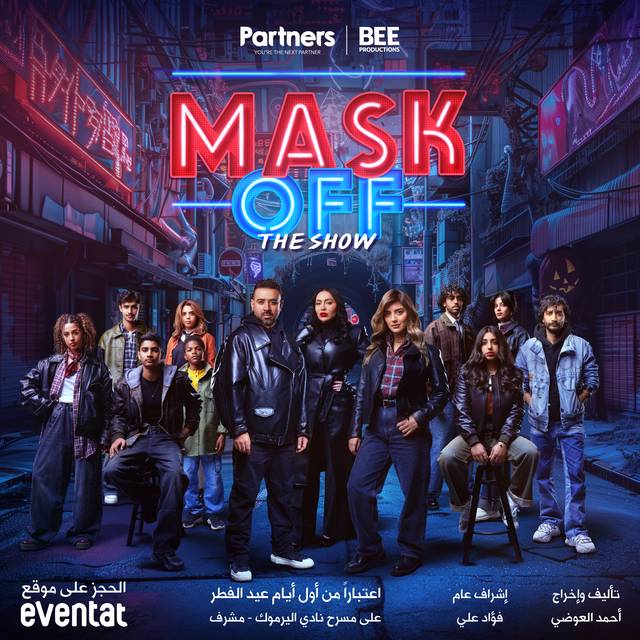 Partners
YOU'RE THE NEXT PARTNER
BEE
PRODUCTIONS
MASK
OFF
THE SHOW
تأليف وإخراج
أحمد العوضي
إشراف عام
فؤاد علي
اعتباراً من أول أيام عيد الفطر
على مسرح نادي اليرموك - مشرف
الحجز على موقع
eventat